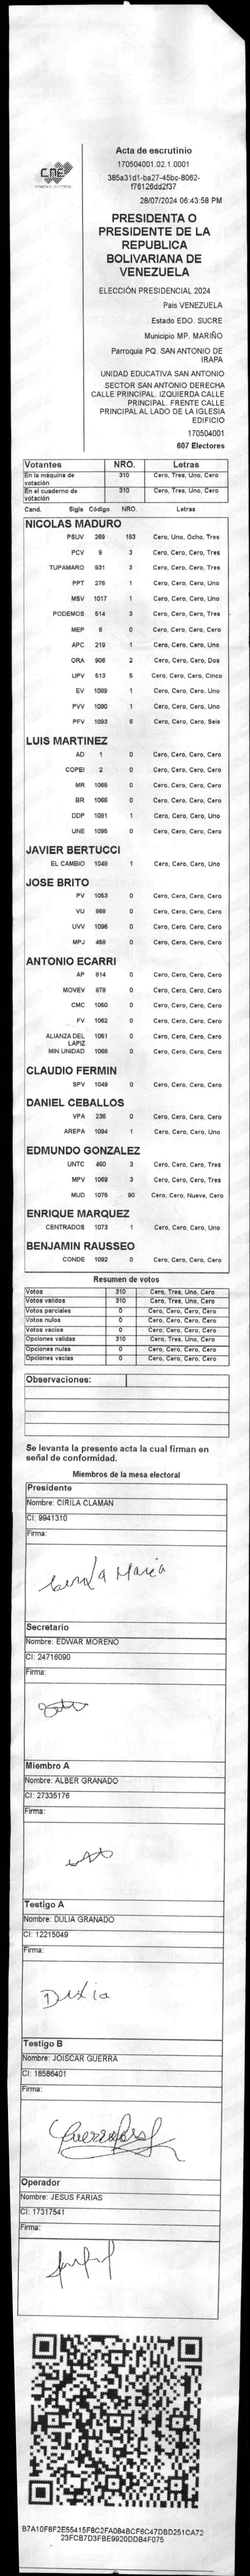 CNE
Acta de escrutinio
170504001.02.1.0001
385a31d1-ba27-45bc-8062-
f76126dd2f37
28/07/2024 06:43:58 PM
PRESIDENTA O
PRESIDENTE DE LA
REPUBLICA
BOLIVARIANA DE
VENEZUELA
ELECCIÓN PRESIDENCIAL 2024
País VENEZUELA
Estado EDO. SUCRE
Municipio MP. MARIÑO
Parroquia PQ. SAN ANTONIO DE
IRAPA
UNIDAD EDUCATIVA SAN ANTONIO
SECTOR SAN ANTONIO DERECHA
CALLE PRINCIPAL. IZQUIERDA CALLE
PRINCIPAL. FRENTE CALLE
PRINCIPAL AL LADO DE LA IGLESIA
EDIFICIO
170504001
607 Electores
Votantes NRO. Letras
En la máquina de votación 310 Cero, Tres, Uno, Cero
En el cuaderno de votación 310 Cero, Tres, Uno, Cero
Cand. Sigla Código NRO. Letras
NICOLAS MADURO
PSUV 269 183 Cero, Uno, Ocho, Tres
PCV 9 3 Cero, Cero, Cero, Tres
TUPAMARO 931 3 Cero, Cero, Cero, Tres
PPT 276 1 Cero, Cero, Cero, Uno
MSV 1017 1 Cero, Cero, Cero, Uno
PODEMOS 514 3 Cero, Cero, Cero, Tres
MEP 6 0 Cero, Cero, Cero, Cero
APC 219 1 Cero, Cero, Cero, Uno
ORA 906 2 Cero, Cero, Cero, Dos
UPV 513 5 Cero, Cero, Cero, Cinco
EV 1089 1 Cero, Cero, Cero, Uno
PVV 1090 1 Cero, Cero, Cero, Uno
PFV 1093 6 Cero, Cero, Cero, Seis
LUIS MARTINEZ
AD 1 0 Cero, Cero, Cero, Cero
COPEI 2 0 Cero, Cero, Cero, Cero
MR 1065 0 Cero, Cero, Cero, Cero
BR 1066 0 Cero, Cero, Cero, Cero
DDP 1091 1 Cero, Cero, Cero, Uno
UNE 1095 0 Cero, Cero, Cero, Cero
JAVIER BERTUCCI
EL CAMBIO 1048 1 Cero, Cero, Cero, Uno
JOSE BRITO
PV 1053 0 Cero, Cero, Cero, Cero
VU 868 0 Cero, Cero, Cero, Cero
UVV 1096 0 Cero, Cero, Cero, Cero
MPJ 458 0 Cero, Cero, Cero, Cero
ANTONIO ECARRI
AP 814 0 Cero, Cero, Cero, Cero
MOVEV 878 0 Cero, Cero, Cero, Cero
CMC 1050 0 Cero, Cero, Cero, Cero
FV 1062 0 Cero, Cero, Cero, Cero
ALIANZA DEL LAPIZ 1051 0 Cero, Cero, Cero, Cero
MIN UNIDAD 1068 0 Cero, Cero, Cero, Cero
CLAUDIO FERMIN
SPV 1049 0 Cero, Cero, Cero, Cero
DANIEL CEBALLOS
VPA 236 0 Cero, Cero, Cero, Cero
AREPA 1094 1 Cero, Cero, Cero, Uno
EDMUNDO GONZALEZ
UNTC 460 3 Cero, Cero, Cero, Tres
MPV 1069 3 Cero, Cero, Cero, Tres
MUD 1075 90 Cero, Cero, Nueve, Cero
ENRIQUE MARQUEZ
CENTRADOS 1073 1 Cero, Cero, Cero, Uno
BENJAMIN RAUSSEO
CONDE 1092 0 Cero, Cero, Cero, Cero
Resumen de votos
Votos 310 Cero, Tres, Uno, Cero
Votos validos 310 Cero, Tres, Uno, Cero
Votos parciales 0 Cero, Cero, Cero, Cero
Votos nulos 0 Cero, Cero, Cero, Cero
Votos vacios 0 Cero, Cero, Cero, Cero
Opciones validas 310 Cero, Tres, Uno, Cero
Opciones nulas 0 Cero, Cero, Cero, Cero
Opciones vacias 0 Cero, Cero, Cero, Cero
Observaciones:
Se levanta la presente acta la cual firman en
señal de conformidad.
Miembros de la mesa electoral
Presidente
Nombre: CIRILA CLAMAN
CI: 9941310
Firma:
Secretario
Nombre: EDWAR MORENO
CI: 24716090
Firma:
Miembro A
Nombre: ALBER GRANADO
CI: 27335176
Firma:
Testigo A
Nombre: DULIA GRANADO
CI: 12215049
Firma:
Testigo B
Nombre: JOISCAR GUERRA
CI: 18586401
Firma:
Operador
Nombre: JESUS FARIAS
CI: 17317541
Firma:
B7A10F8F2E55415F8C2FA084BCF6C47DBD251CA72
23FCB7D3FBE9920DDB4F075